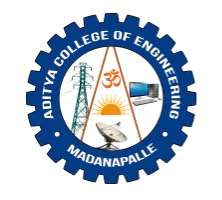 ADITYA COLLEGE OF ENGINEERING
ॐ
MADANAPALLE